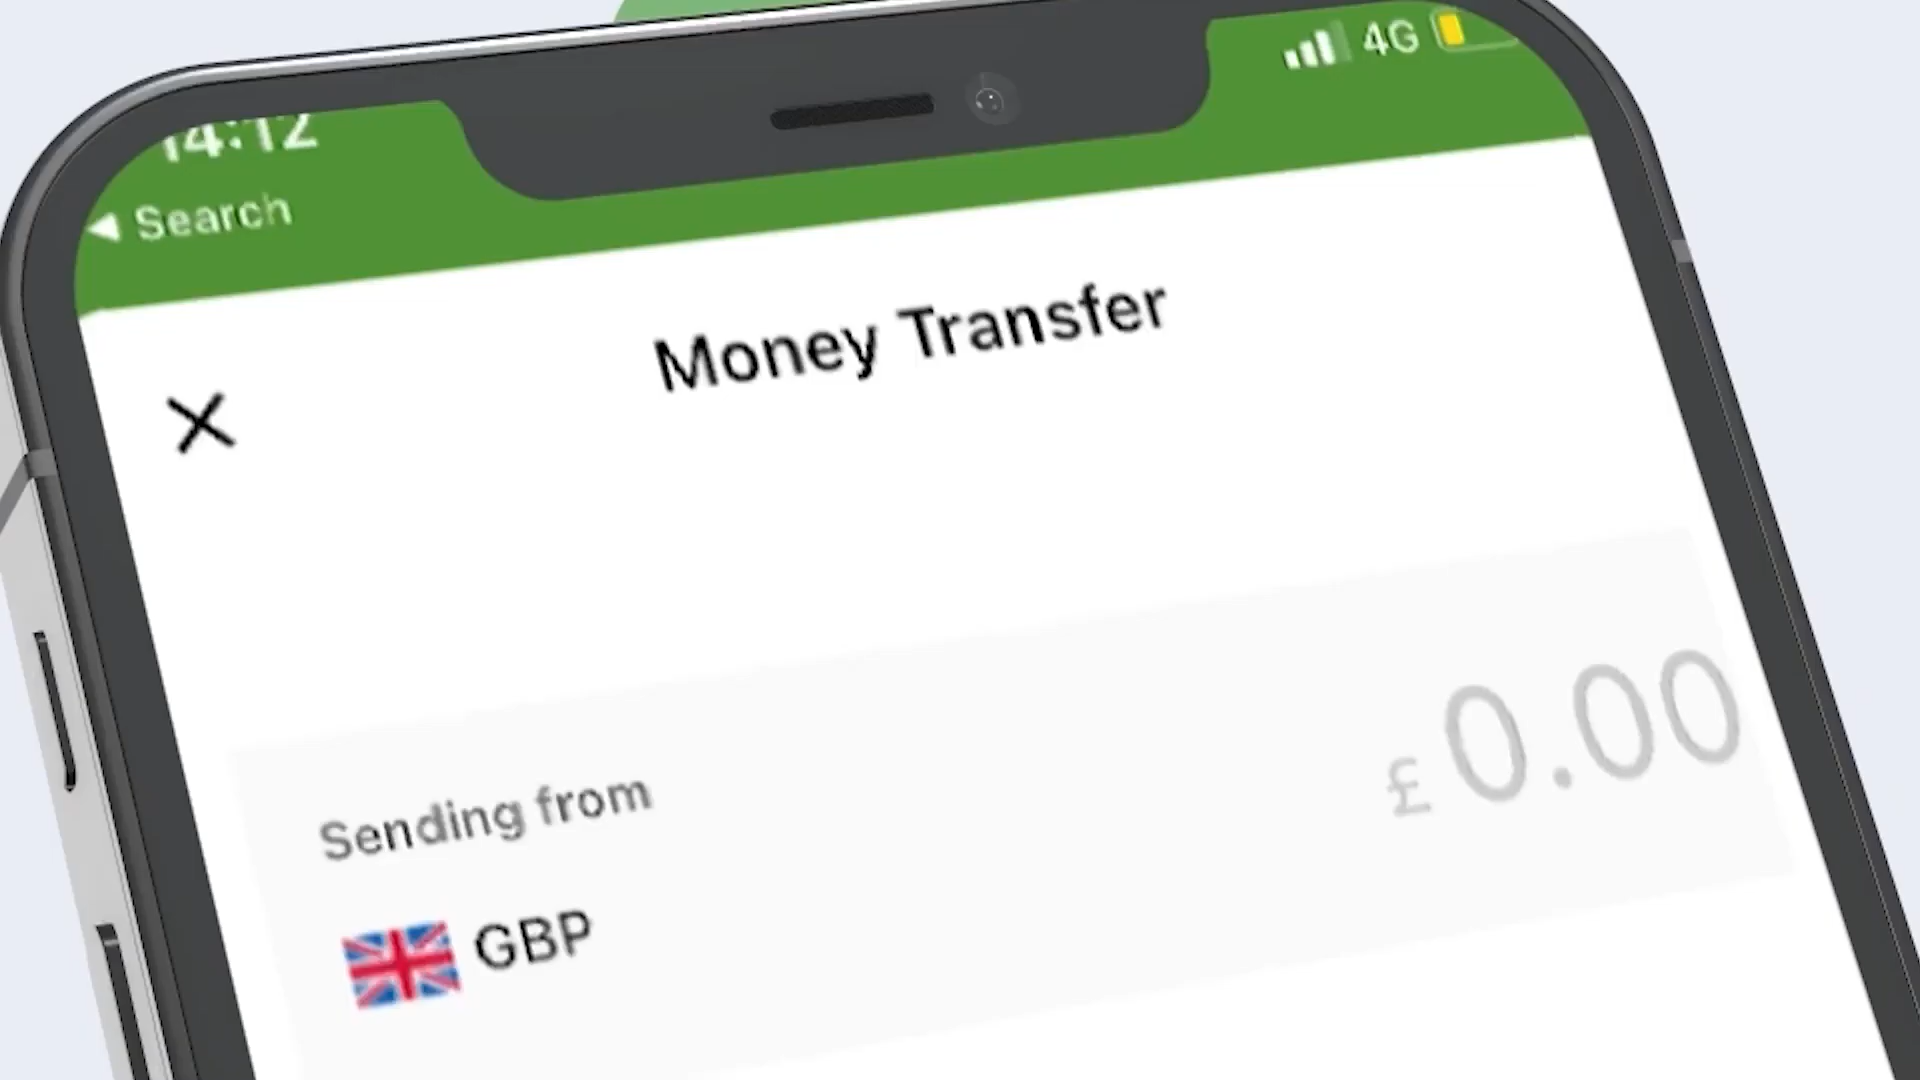 14:12
4G
Search
Money Transfer
Sending from
£0.00
GBP